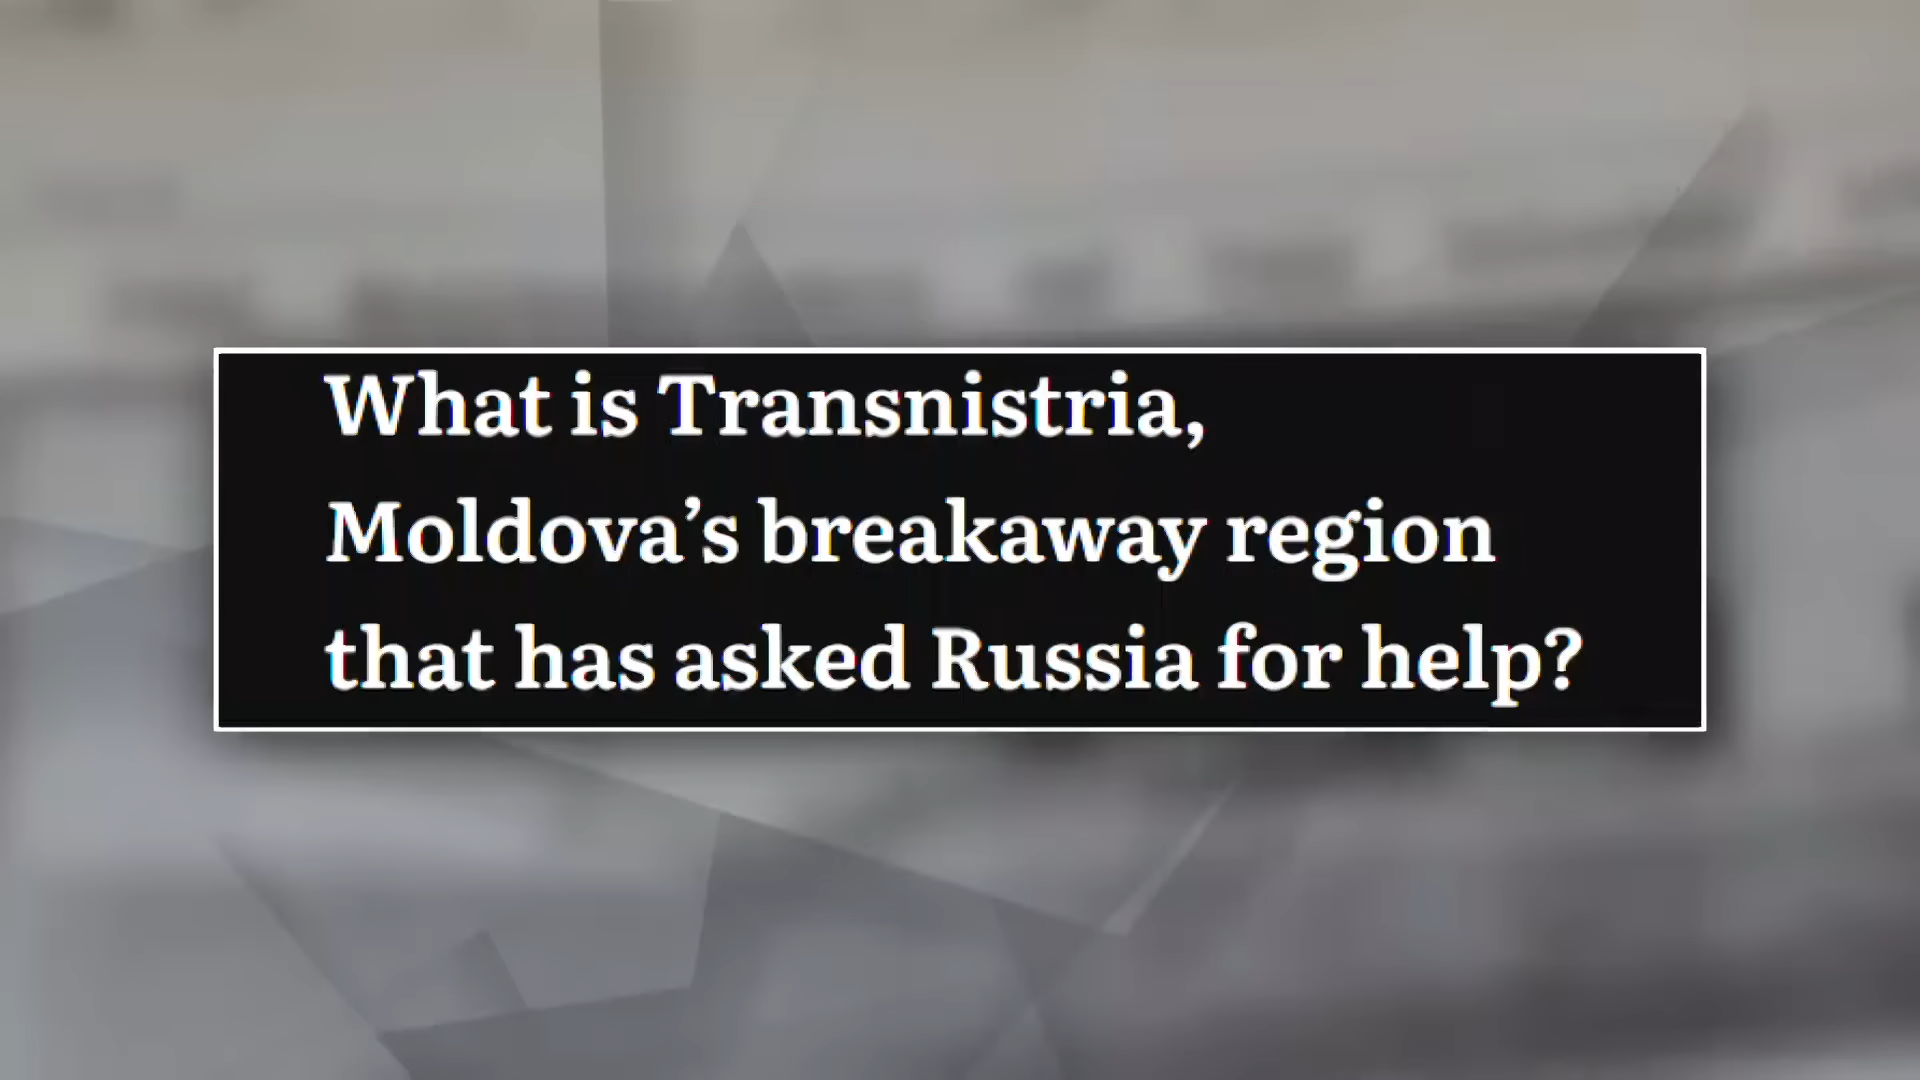 What is Transnistria,
Moldova’s breakaway region
that has asked Russia for help?